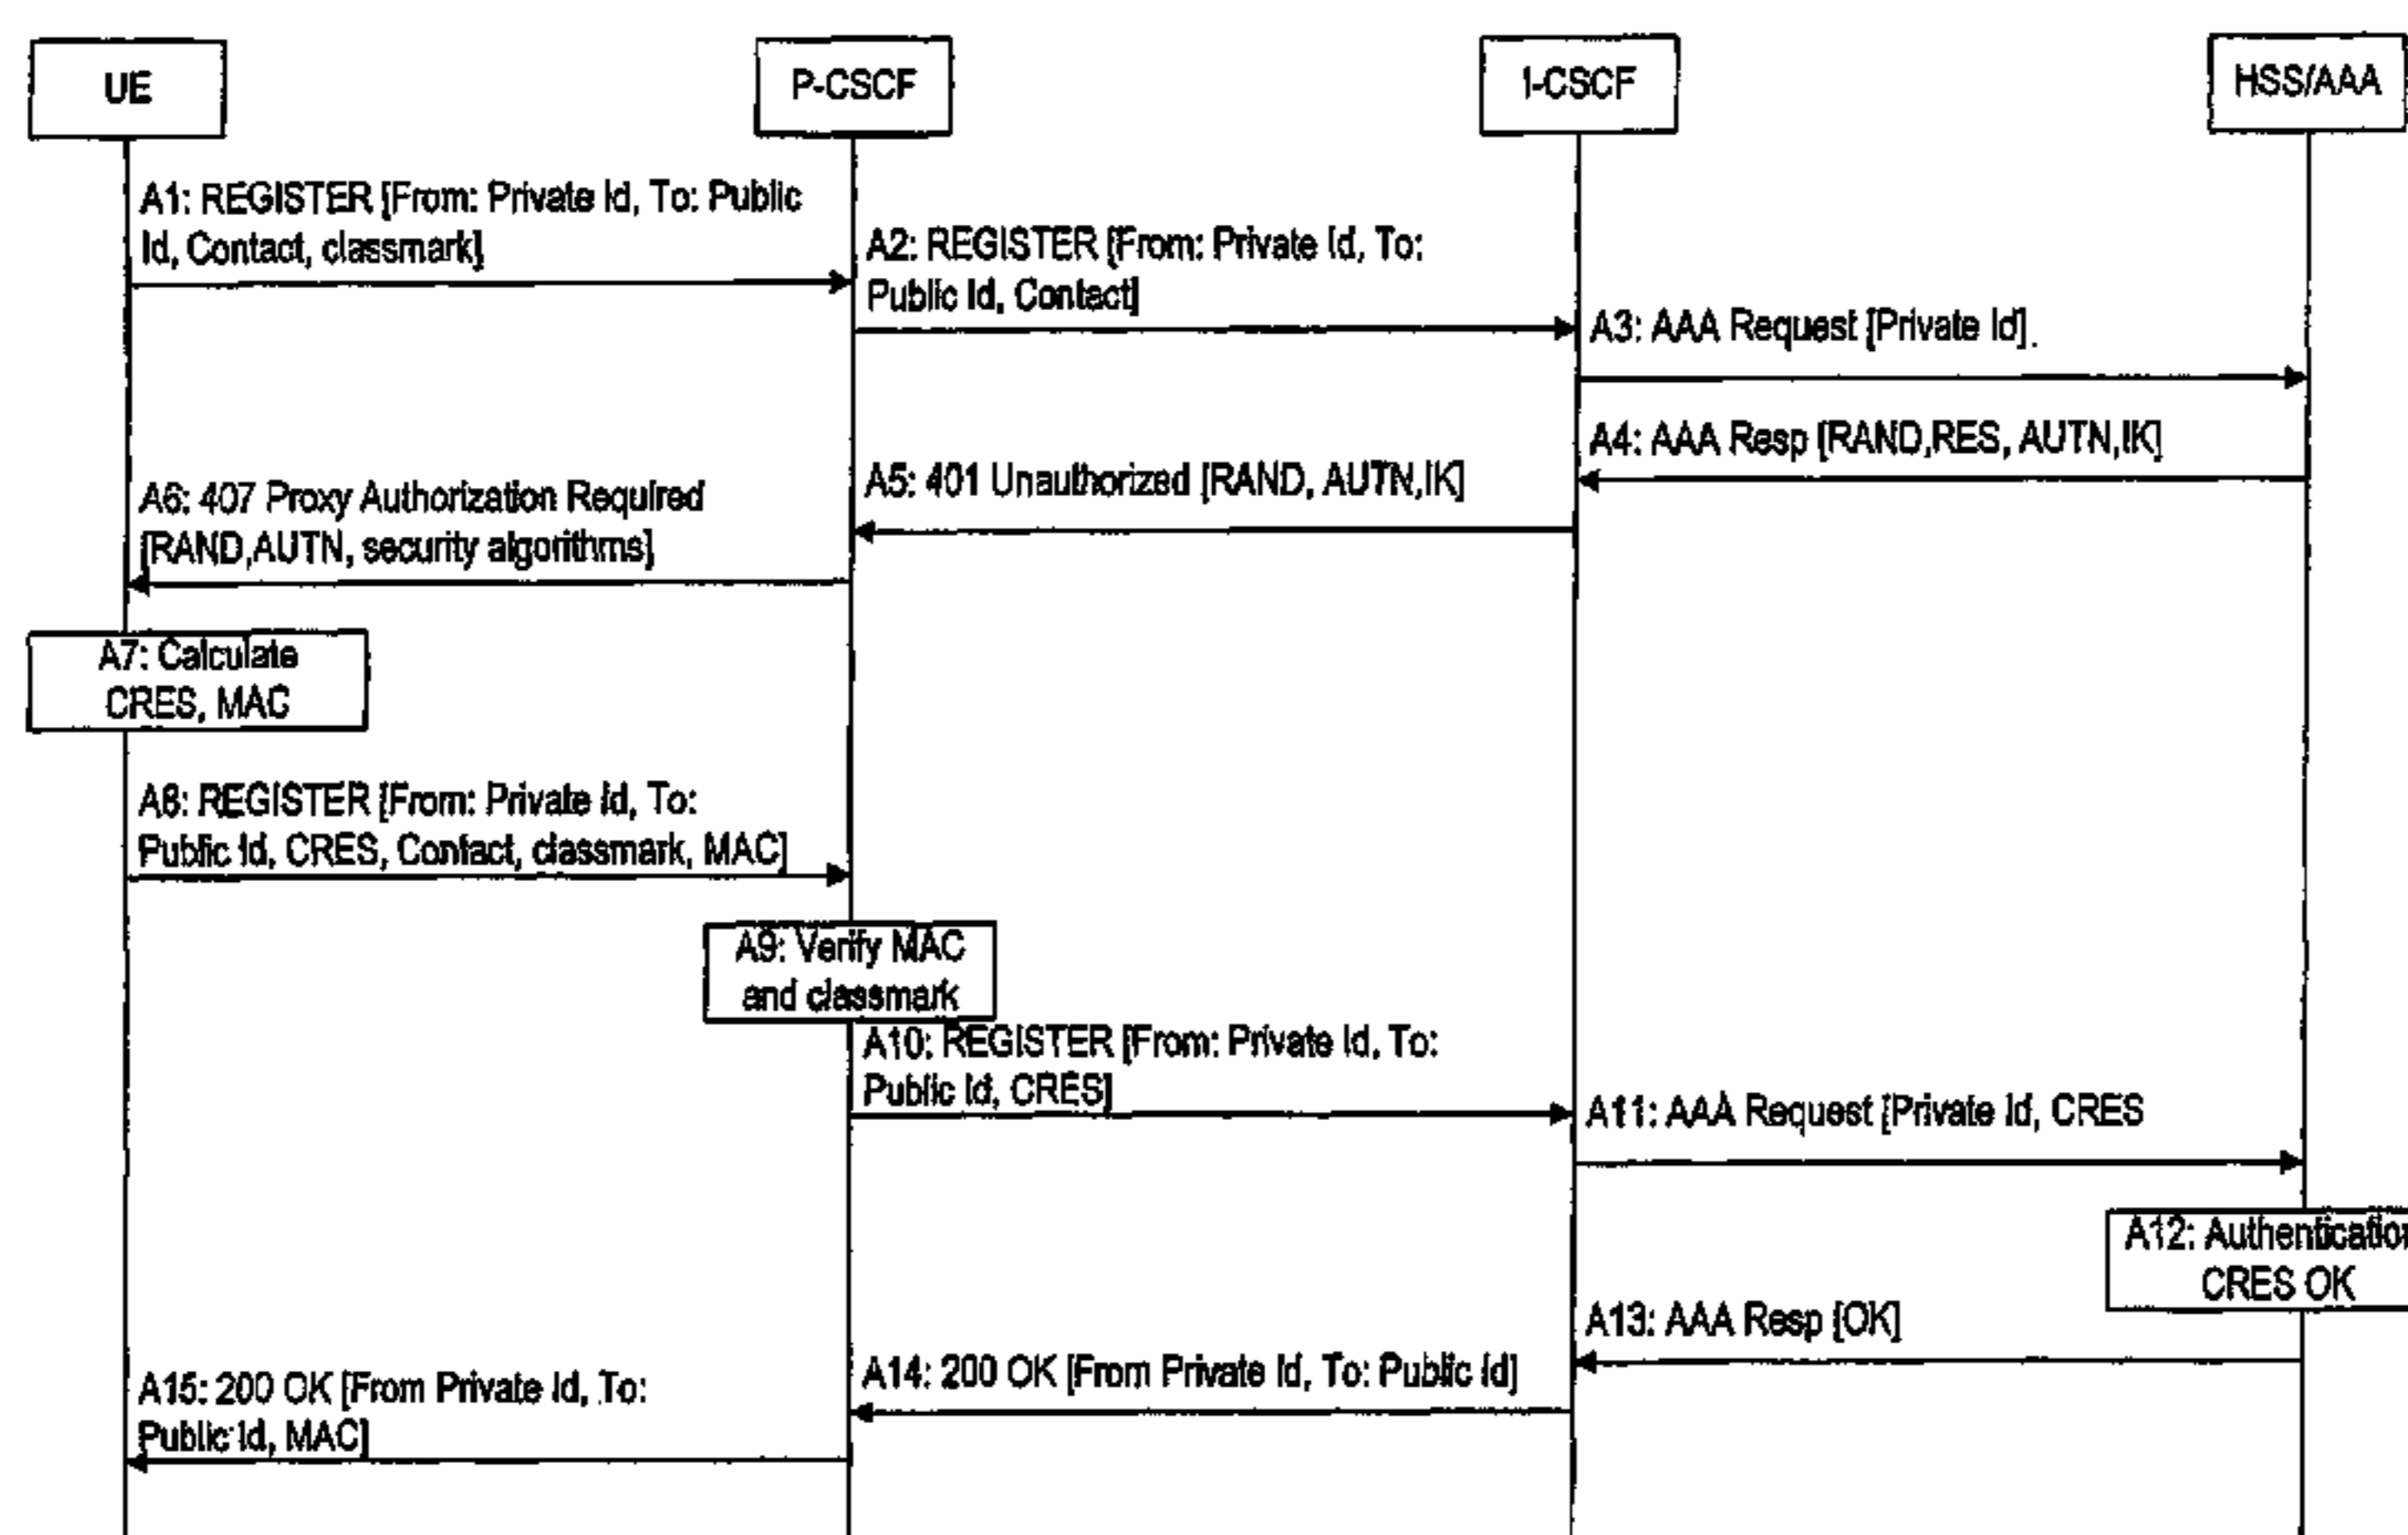 UE
P-CSCF
1-CSCF
HSS/AAA
A1: REGISTER [From: Private Id, To: Public
Id, Contact, classmark]
A2: REGISTER [From: Private Id, To:
Public Id, Contact]
A3: AAA Request [Private Id].
A4: AAA Resp [RAND,RES, AUTN,IK]
A5: 401 Unauthorized [RAND, AUTN,IK]
A6: 407 Proxy Authorization Required
[RAND,AUTN, security algorithms]
A7: Calculate
CRES, MAC
A8: REGISTER [From: Private Id, To:
Public Id, CRES, Contact, classmark, MAC]
A9: Verify MAC
and classmark
A10: REGISTER [From: Private Id, To:
Public Id, CRES]
A11: AAA Request [Private Id, CRES
A12: Authentication
CRES OK
A13: AAA Resp [OK]
A14: 200 OK [From Private Id, To: Public Id]
A15: 200 OK [From Private Id, To:
Public Id, MAC]